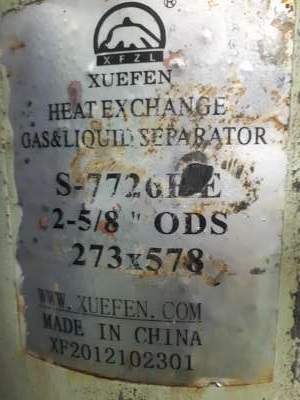 ®
XFZL
XUEFEN
HEAT EXCHANGE
GAS&LIQUID SEPARATOR
2-5/8" ODS
273x578
WWW.XUEFEN.COM
MADE IN CHINA
XF2012102301